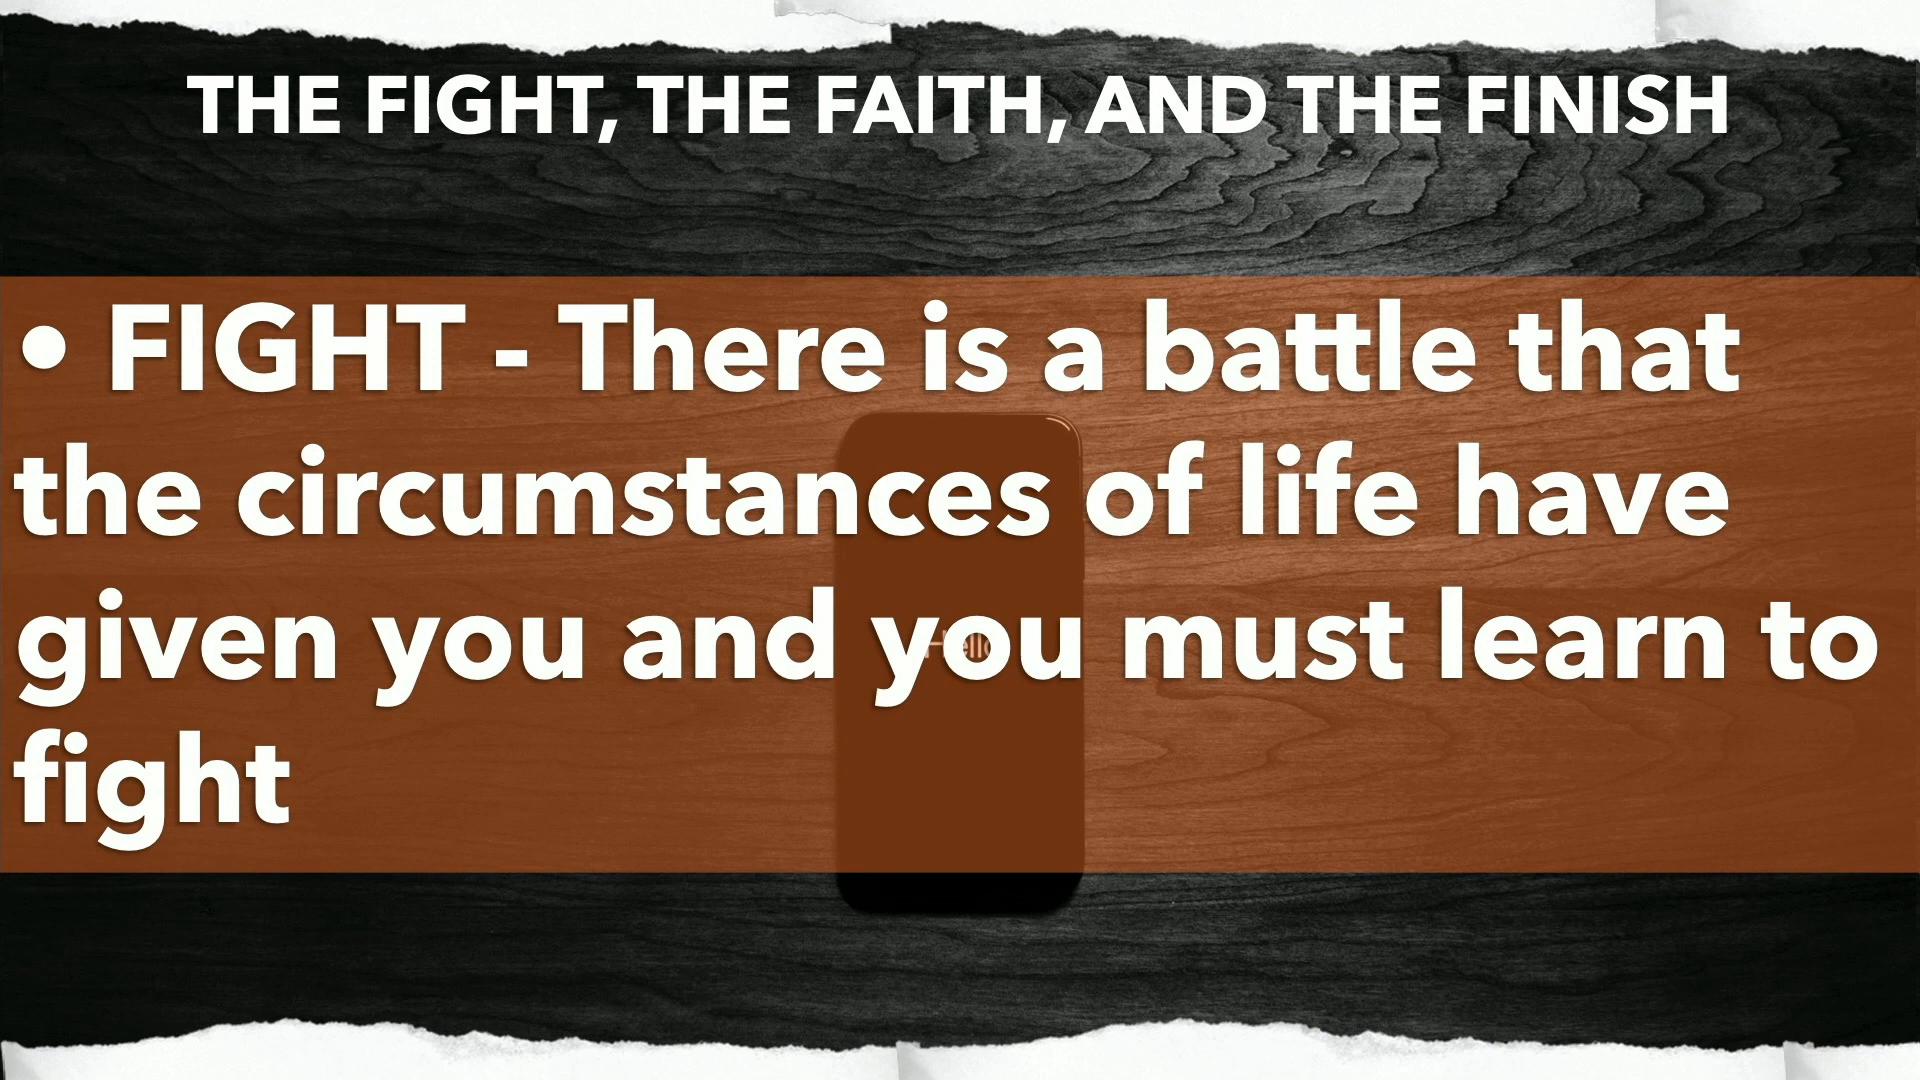 THE FIGHT, THE FAITH, AND THE FINISH
• FIGHT - There is a battle that
the circumstances of life have
given you and you must learn to
fight
Hello